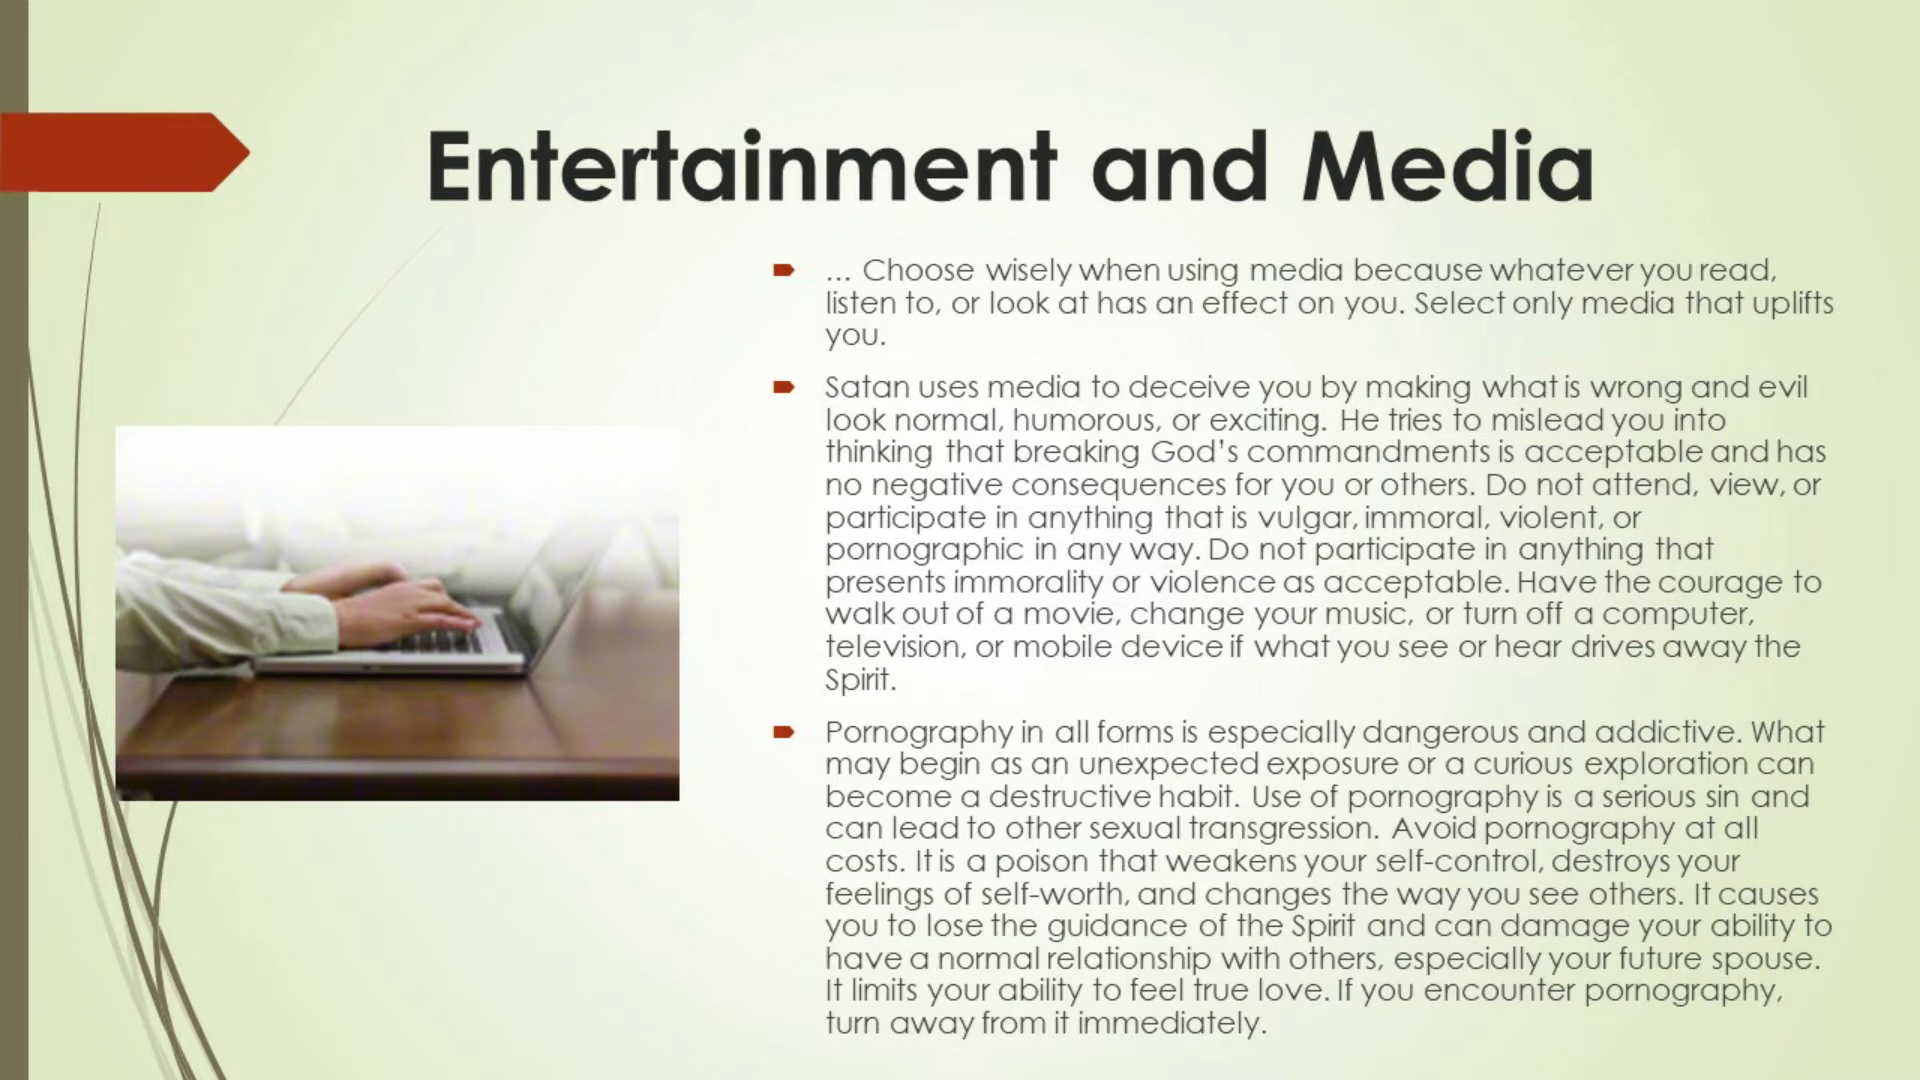 Entertainment and Media
... Choose wisely when using media because whatever you read,
listen to, or look at has an effect on you. Select only media that uplifts
you.
Satan uses media to deceive you by making what is wrong and evil
look normal, humorous, or exciting. He tries to mislead you into
thinking that breaking God's commandments is acceptable and has
no negative consequences for you or others. Do not attend, view, or
participate in anything that is vulgar, immoral, violent, or
pornographic in any way. Do not participate in anything that
presents immorality or violence as acceptable. Have the courage to
walk out of a movie, change your music, or turn off a computer,
television, or mobile device if what you see or hear drives away the
Spirit.
Pornography in all forms is especially dangerous and addictive. What
may begin as an unexpected exposure or a curious exploration can
become a destructive habit. Use of pornography is a serious sin and
can lead to other sexual transgression. Avoid pornography at all
costs. It is a poison that weakens your self-control, destroys your
feelings of self-worth, and changes the way you see others. It causes
you to lose the guidance of the Spirit and can damage your ability to
have a normal relationship with others, especially your future spouse.
It limits your ability to feel true love. If you encounter pornography,
turn away from it immediately.